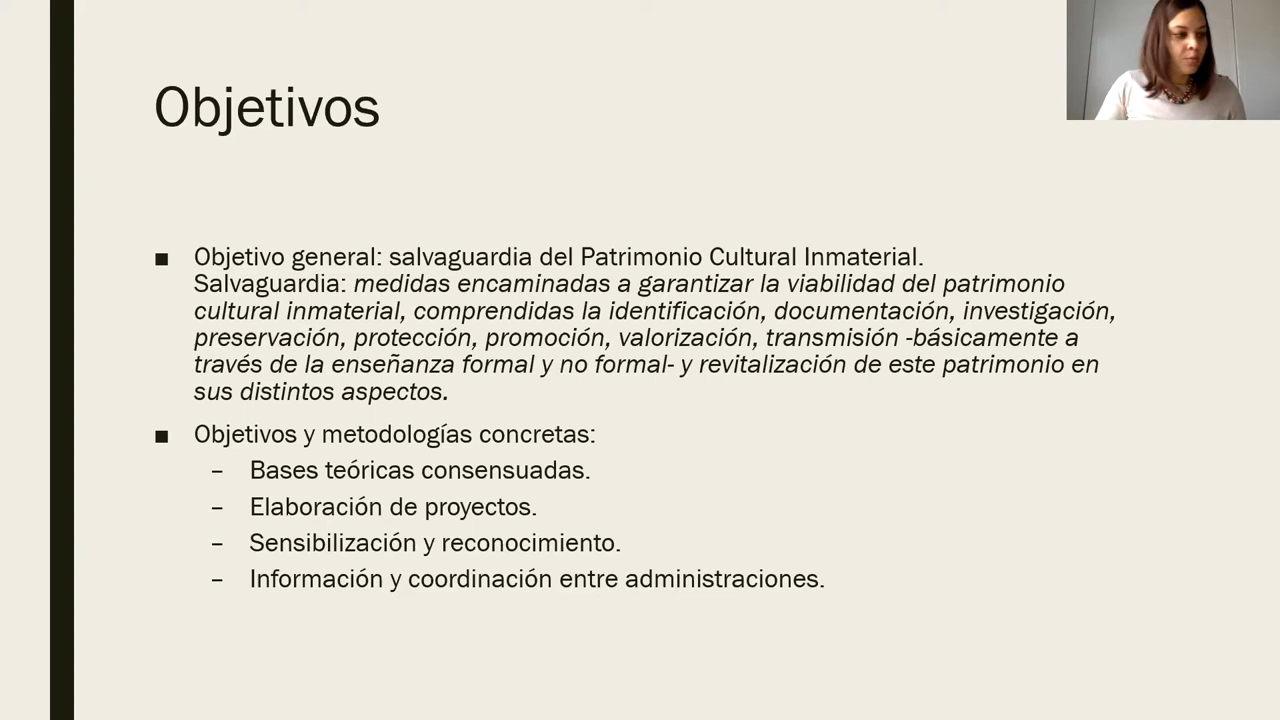 Objetivos
■ Objetivo general: salvaguardia del Patrimonio Cultural Inmaterial.
Salvaguardia: medidas encaminadas a garantizar la viabilidad del patrimonio
cultural inmaterial, comprendidas la identificación, documentación, investigación,
preservación, protección, promoción, valorización, transmisión -básicamente a
través de la enseñanza formal y no formal- y revitalización de este patrimonio en
sus distintos aspectos.
■ Objetivos y metodologías concretas:
– Bases teóricas consensuadas.
– Elaboración de proyectos.
– Sensibilización y reconocimiento.
– Información y coordinación entre administraciones.